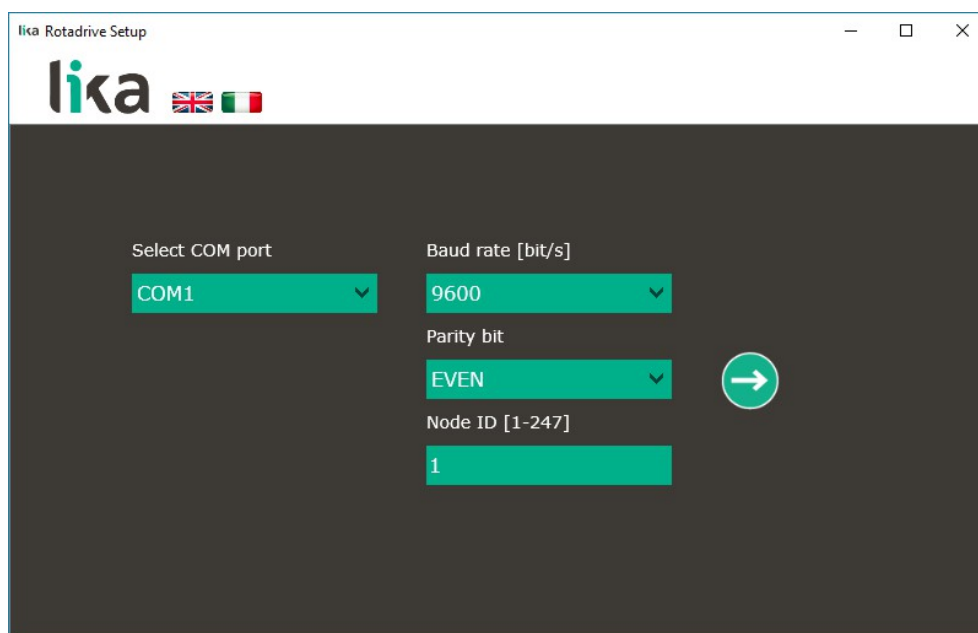 lika Rotadrive Setup
lika
Select COM port
COM1
Baud rate [bit/s]
9600
Parity bit
EVEN
Node ID [1-247]
1